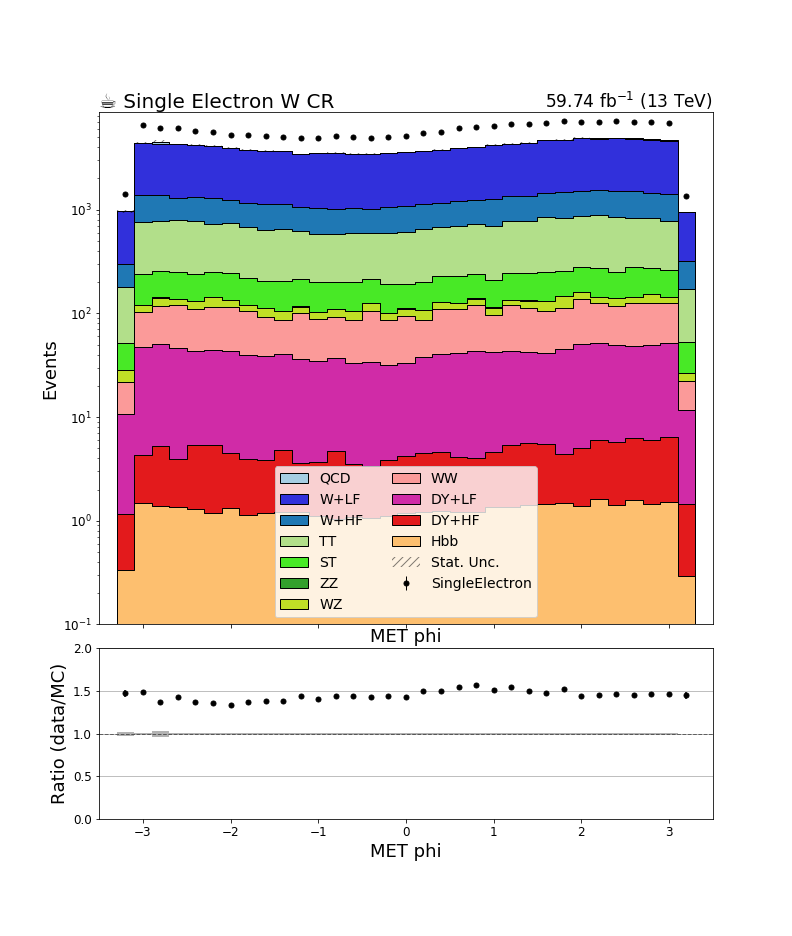 ☕ Single Electron W CR
59.74 fb⁻¹ (13 TeV)
Events
10³
10²
10¹
10⁰
10⁻¹
QCD
W+LF
W+HF
TT
ST
ZZ
WZ
WW
DY+LF
DY+HF
Hbb
Stat. Unc.
SingleElectron
MET phi
Ratio (data/MC)
2.0
1.5
1.0
0.5
0.0
−3 −2 −1 0 1 2 3
MET phi